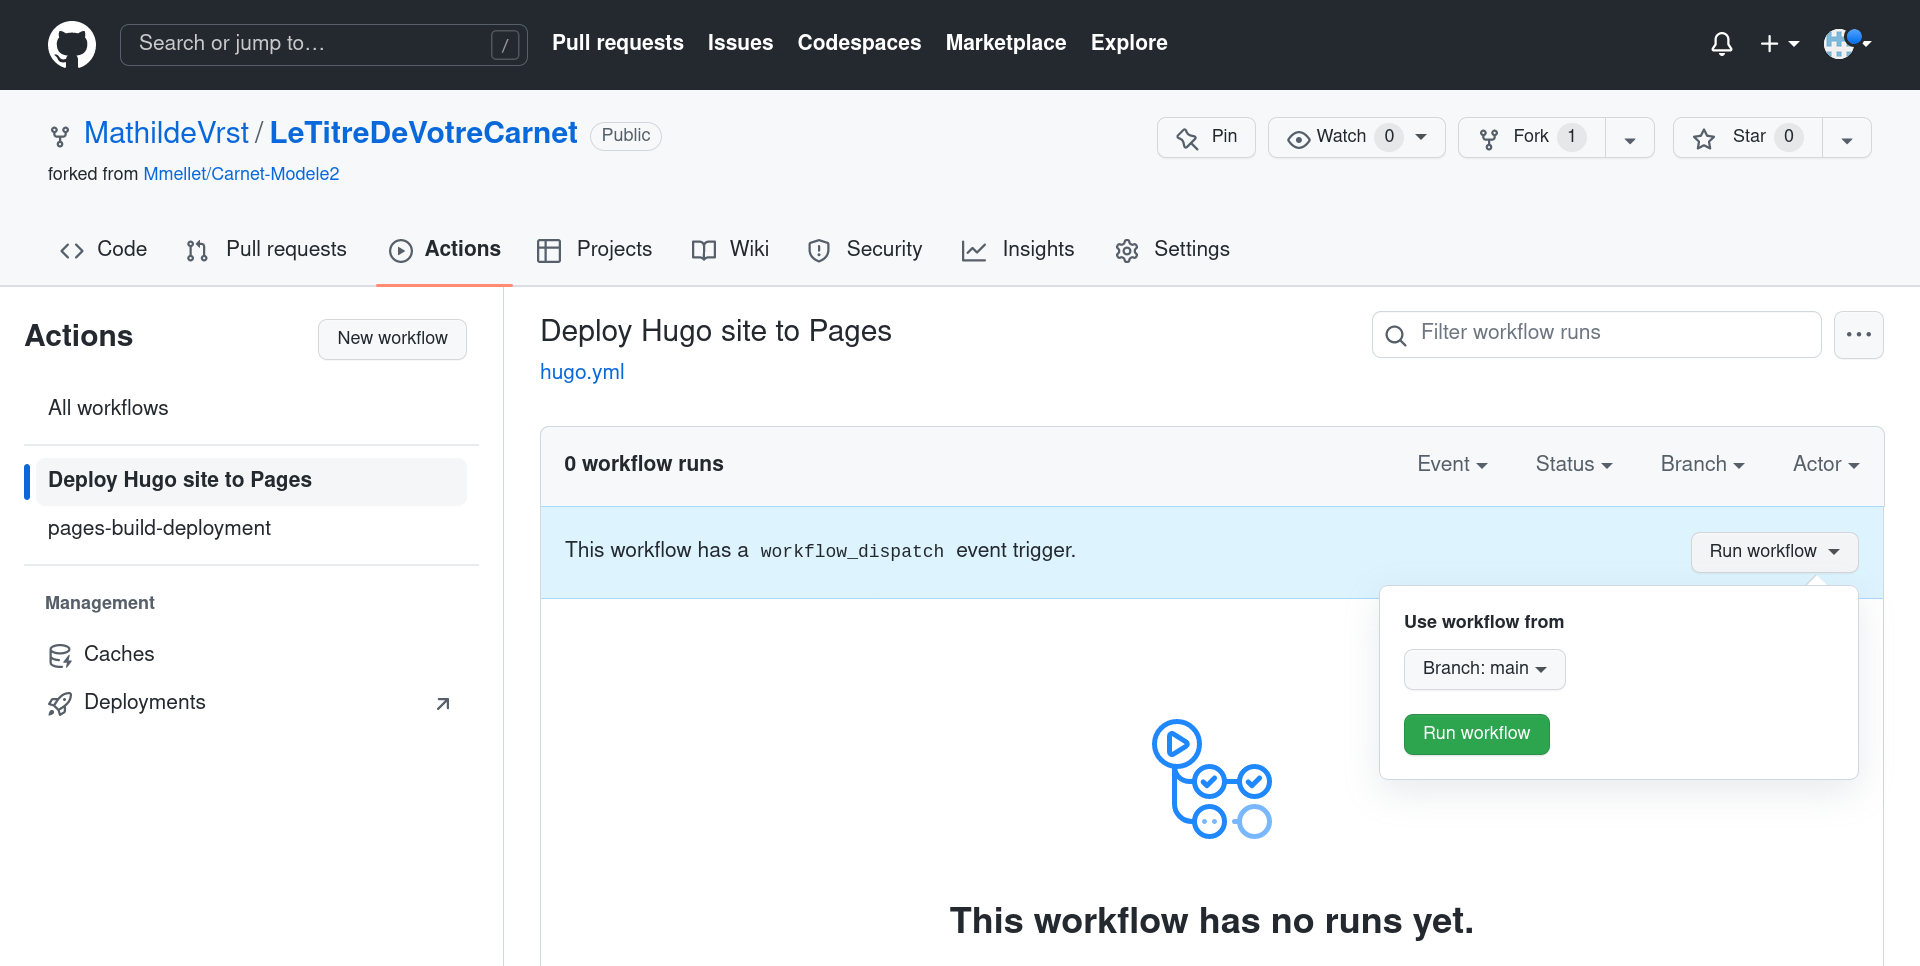 Search or jump to… / Pull requests Issues Codespaces Marketplace Explore
MathildeVrst / LeTitreDeVotreCarnet Public
Pin Watch 0 Fork 1 Star 0
forked from Mmellet/Carnet-Modele2
Code Pull requests Actions Projects Wiki Security Insights Settings
Actions
New workflow
All workflows
Deploy Hugo site to Pages
pages-build-deployment
Management
Caches
Deployments
Deploy Hugo site to Pages
Filter workflow runs
hugo.yml
0 workflow runs
Event Status Branch Actor
This workflow has a workflow_dispatch event trigger.
Run workflow
Use workflow from
Branch: main
Run workflow
This workflow has no runs yet.